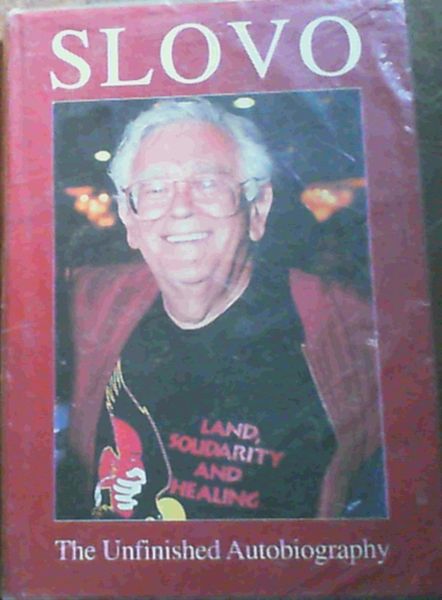 SLOVO
LAND,
SOLIDARITY
AND
HEALING
The Unfinished Autobiography